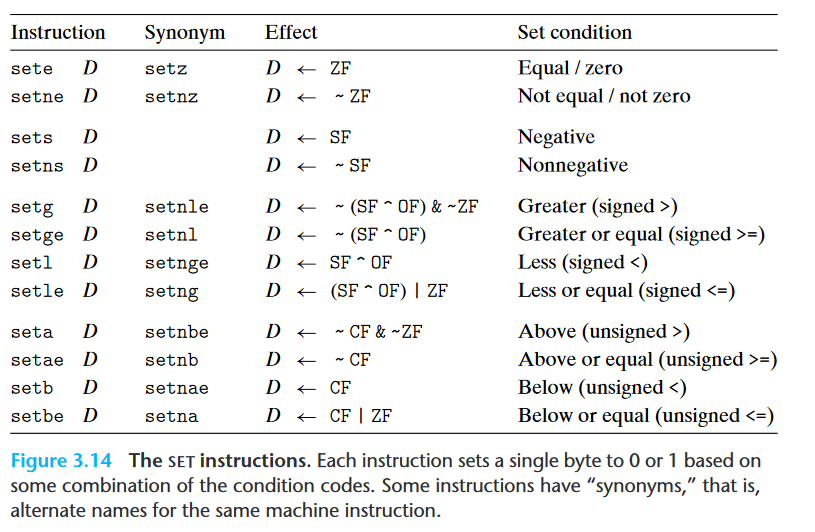 Instruction Synonym Effect Set condition
sete D setz D ← ZF Equal / zero
setne D setnz D ← ~ ZF Not equal / not zero
sets D D ← SF Negative
setns D D ← ~ SF Nonnegative
setg D setnle D ← ~ (SF ^ OF) & ~ZF Greater (signed >)
setge D setnl D ← ~ (SF ^ OF) Greater or equal (signed >=)
setl D setnge D ← SF ^ OF Less (signed <)
setle D setng D ← (SF ^ OF) | ZF Less or equal (signed <=)
seta D setnbe D ← ~ CF & ~ZF Above (unsigned >)
setae D setnb D ← ~ CF Above or equal (unsigned >=)
setb D setnae D ← CF Below (unsigned <)
setbe D setna D ← CF | ZF Below or equal (unsigned <=)
Figure 3.14 The SET instructions. Each instruction sets a single byte to 0 or 1 based on
some combination of the condition codes. Some instructions have “synonyms,” that is,
alternate names for the same machine instruction.